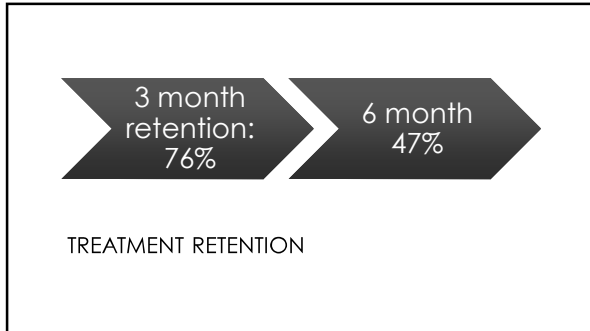 3 month
retention:
76%
6 month
47%
TREATMENT RETENTION